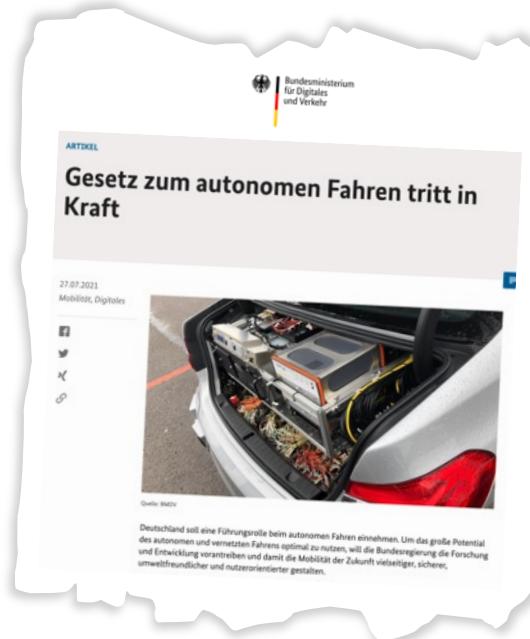 Bundesministerium
für Digitales
und Verkehr
ARTIKEL
Gesetz zum autonomen Fahren tritt in
Kraft
27.07.2021
Mobilität, Digitales
Quelle: BMDV
Deutschland soll eine Führungsrolle beim autonomen Fahren einnehmen. Um das große Potential
des autonomen und vernetzten Fahrens optimal zu nutzen, will die Bundesregierung die Forschung
und Entwicklung vorantreiben und damit die Mobilität der Zukunft vielseitiger, sicherer,
umweltfreundlicher und nutzerorientierter gestalten.